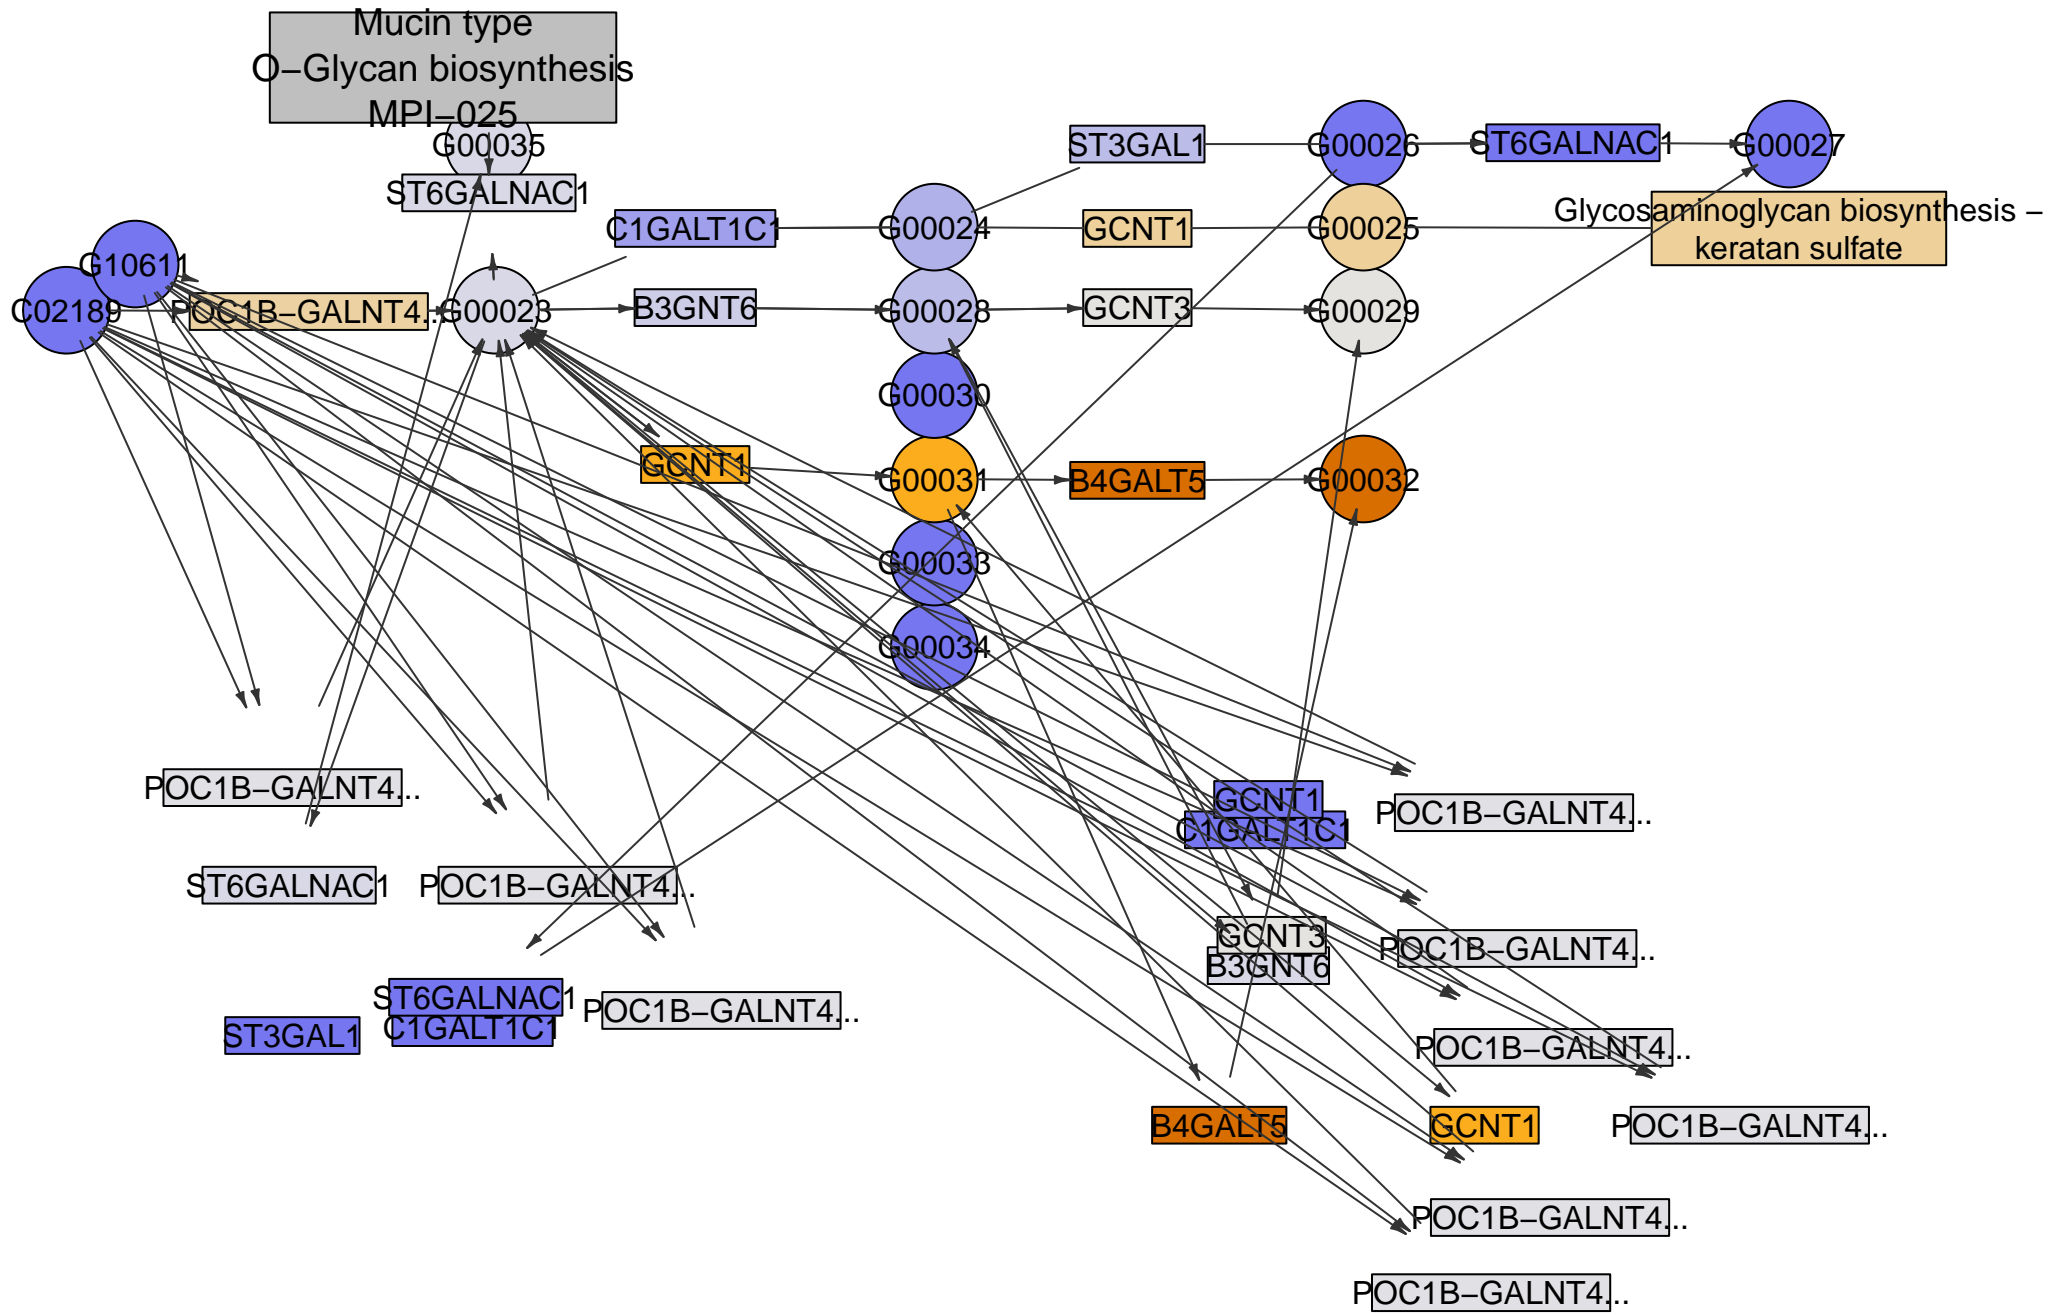 Mucin type
O−Glycan biosynthesis
MPI−025
G00035
ST3GAL1
G00026
ST6GALNAC1
G00027
ST6GALNAC1
C1GALT1C1
G00024
GCNT1
G00025
Glycosaminoglycan biosynthesis −
keratan sulfate
G10611
C02189
POC1B−GALNT4...
G00023
B3GNT6
G00028
GCNT3
G00029
G00030
GCNT1
G00031
B4GALT5
G00032
G00033
G00034
POC1B−GALNT4...
GCNT1
POC1B−GALNT4...
C1GALT1C1
ST6GALNAC1
POC1B−GALNT4...
GCNT3
POC1B−GALNT4...
B3GNT6
ST6GALNAC1
POC1B−GALNT4...
C1GALT1C1
ST3GAL1
POC1B−GALNT4...
B4GALT5
GCNT1
POC1B−GALNT4...
POC1B−GALNT4...
POC1B−GALNT4...